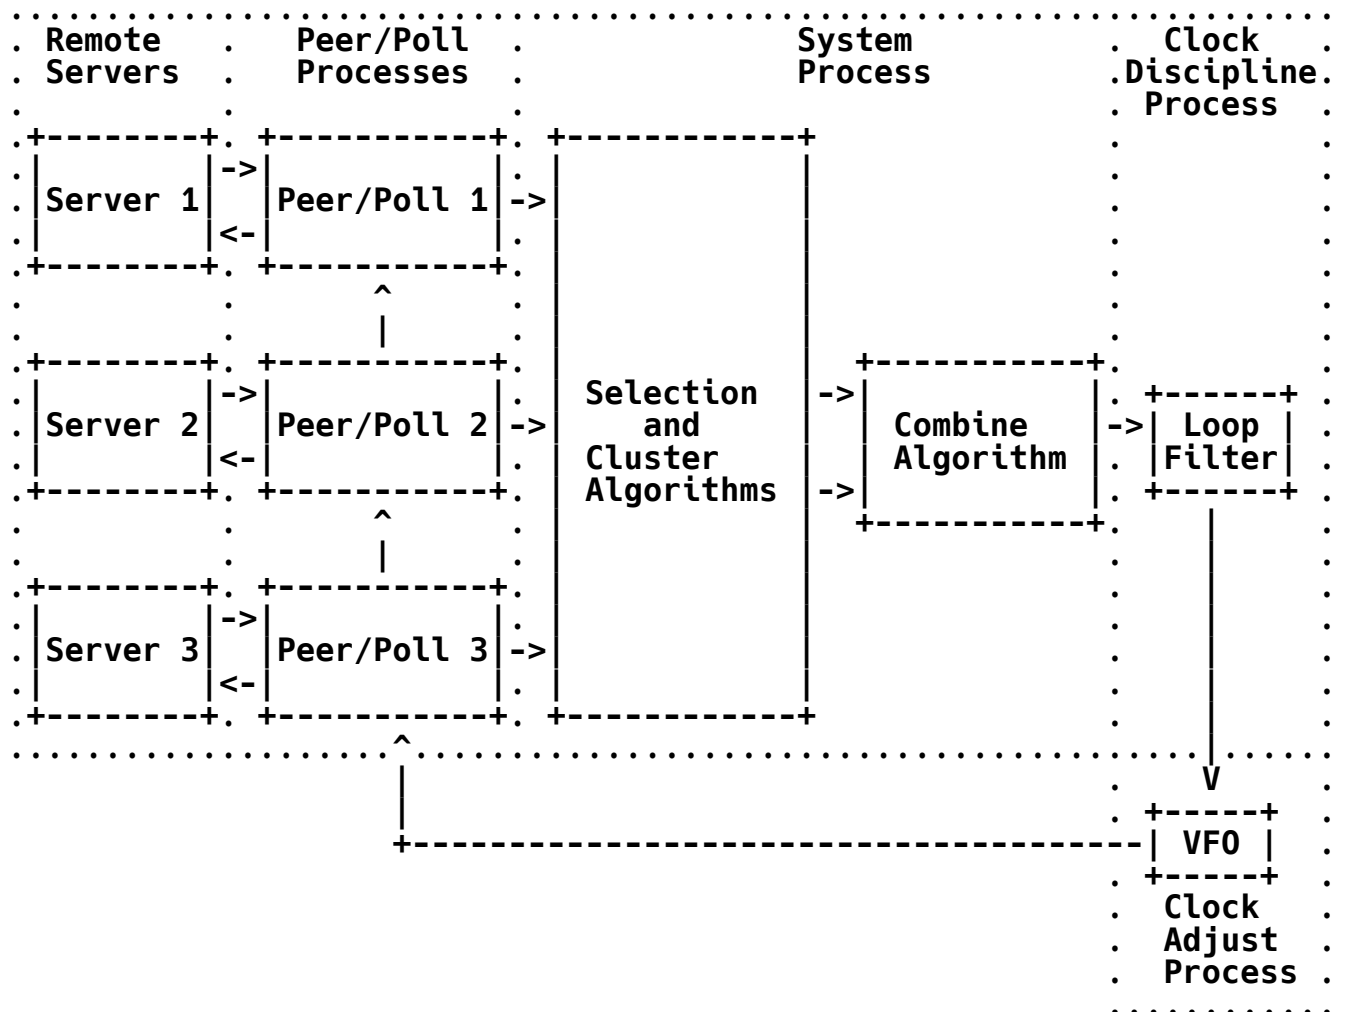 Remote Peer/Poll System Clock
Servers Processes Process Discipline
Process
Server 1 Peer/Poll 1
Selection
Server 2 Peer/Poll 2 and Combine Loop
Cluster Algorithm Filter
Algorithms
Server 3 Peer/Poll 3
VFO
Clock
Adjust
Process